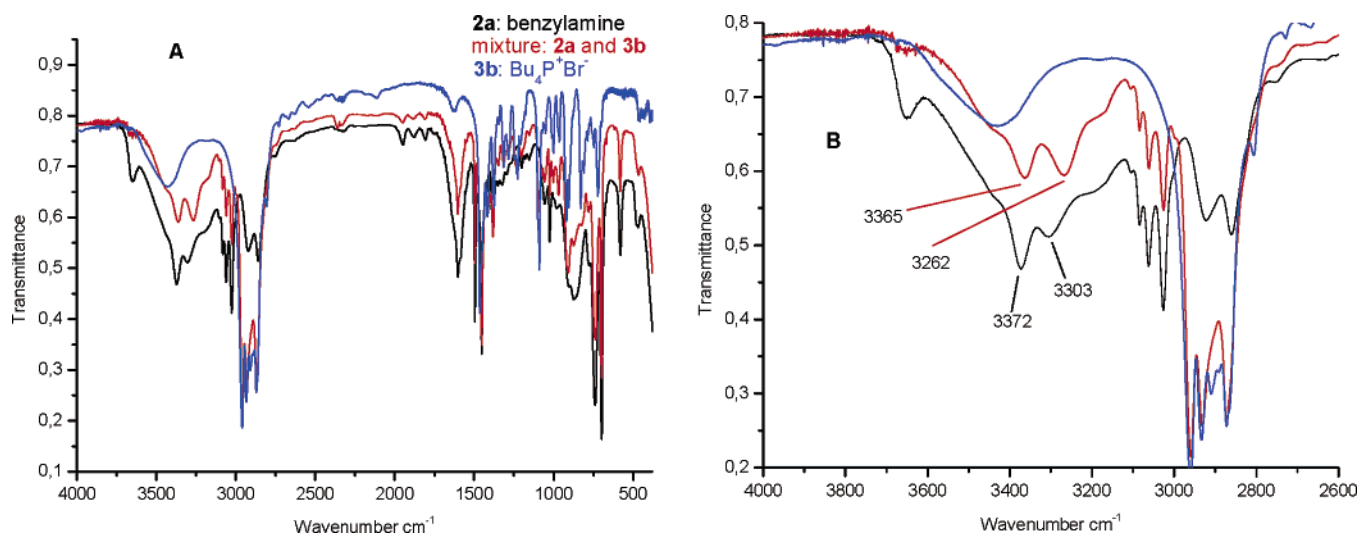 A
2a: benzylamine
mixture: 2a and 3b
3b: Bu₄P⁺Br⁻
0,9
0,8
0,7
0,6
0,5
0,4
0,3
0,2
0,1
Transmittance
4000 3500 3000 2500 2000 1500 1000 500
Wavenumber cm⁻¹
B
0,8
0,7
0,6
0,5
0,4
0,3
0,2
Transmittance
3365
3262
3303
3372
4000 3800 3600 3400 3200 3000 2800 2600
Wavenumber cm⁻¹